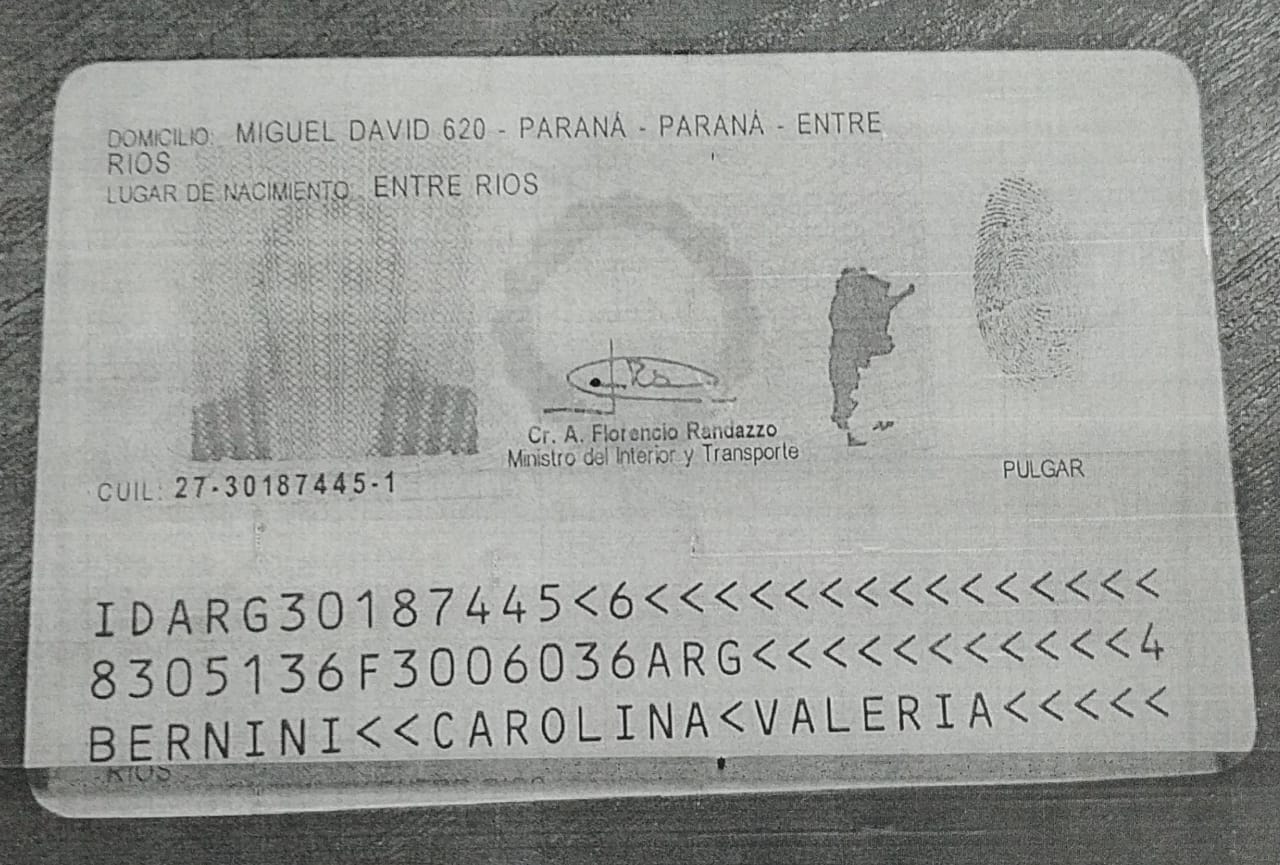 DOMICILIO: MIGUEL DAVID 620 - PARANÁ - PARANÁ - ENTRE
RIOS
LUGAR DE NACIMIENTO: ENTRE RIOS
Cr. A. Florencio Randazzo
Ministro del Interior y Transporte
PULGAR
CUIL: 27-30187445-1
IDARG30187445<6<<<<<<<<<<<<<<<
8305136F3006036ARG<<<<<<<<<<<4
BERNINI<<CAROLINA<VALERIA<<<<<
RIOS